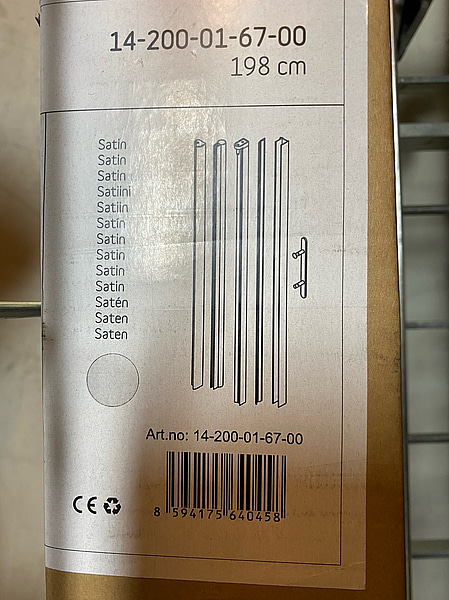 14-200-01-67-00
198 cm
Satin
Satin
Satin
Satiini
Satiin
Satín
Satin
Satin
Satin
Satin
Satén
Saten
Saten
Art.no: 14-200-01-67-00
CE
8 594175 640458